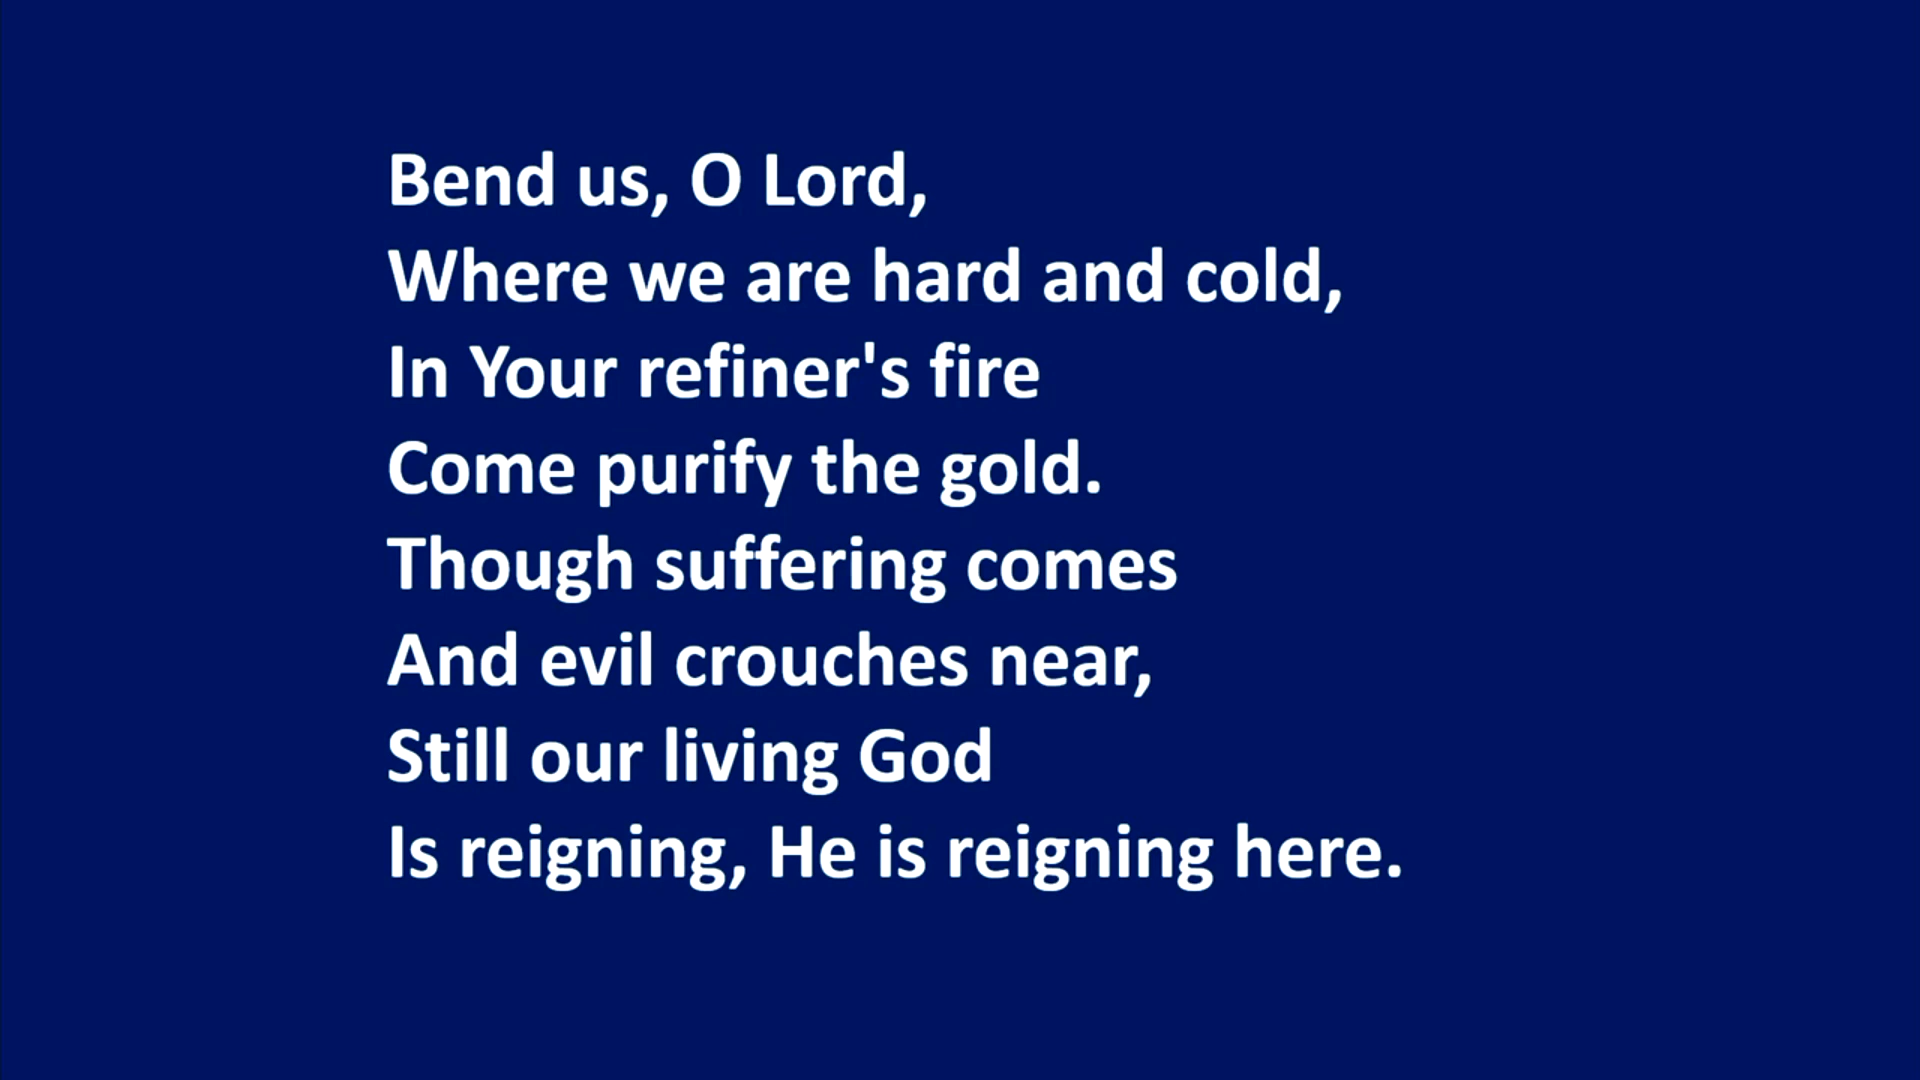 Bend us, O Lord,
Where we are hard and cold,
In Your refiner's fire
Come purify the gold.
Though suffering comes
And evil crouches near,
Still our living God
Is reigning, He is reigning here.